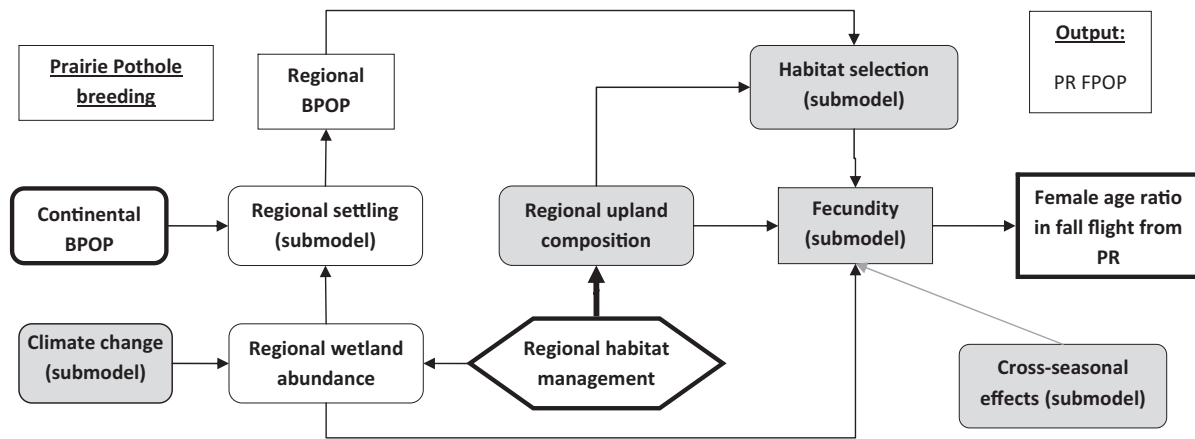 Prairie Pothole
breeding
Regional
BPOP
Habitat selection
(submodel)
Output:
PR FPOP
Continental
BPOP
Regional settling
(submodel)
Regional upland
composition
Fecundity
(submodel)
Female age ratio
in fall flight from
PR
Climate change
(submodel)
Regional wetland
abundance
Regional habitat
management
Cross-seasonal
effects (submodel)